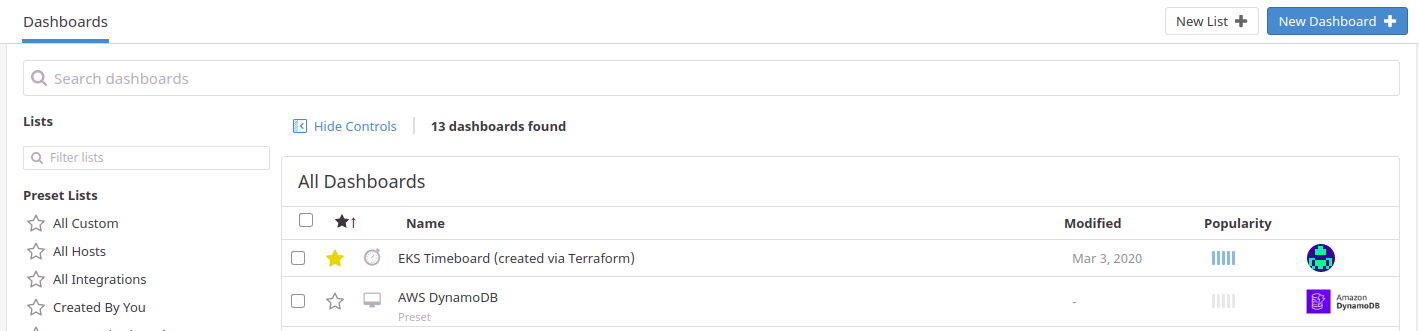 Dashboards
New List
New Dashboard
Search dashboards
Lists
Hide Controls
13 dashboards found
Filter lists
Preset Lists
All Custom
All Hosts
All Integrations
Created By You
All Dashboards
Name Modified Popularity
EKS Timeboard (created via Terraform) Mar 3, 2020
AWS DynamoDB -
Preset
Amazon
DynamoDB